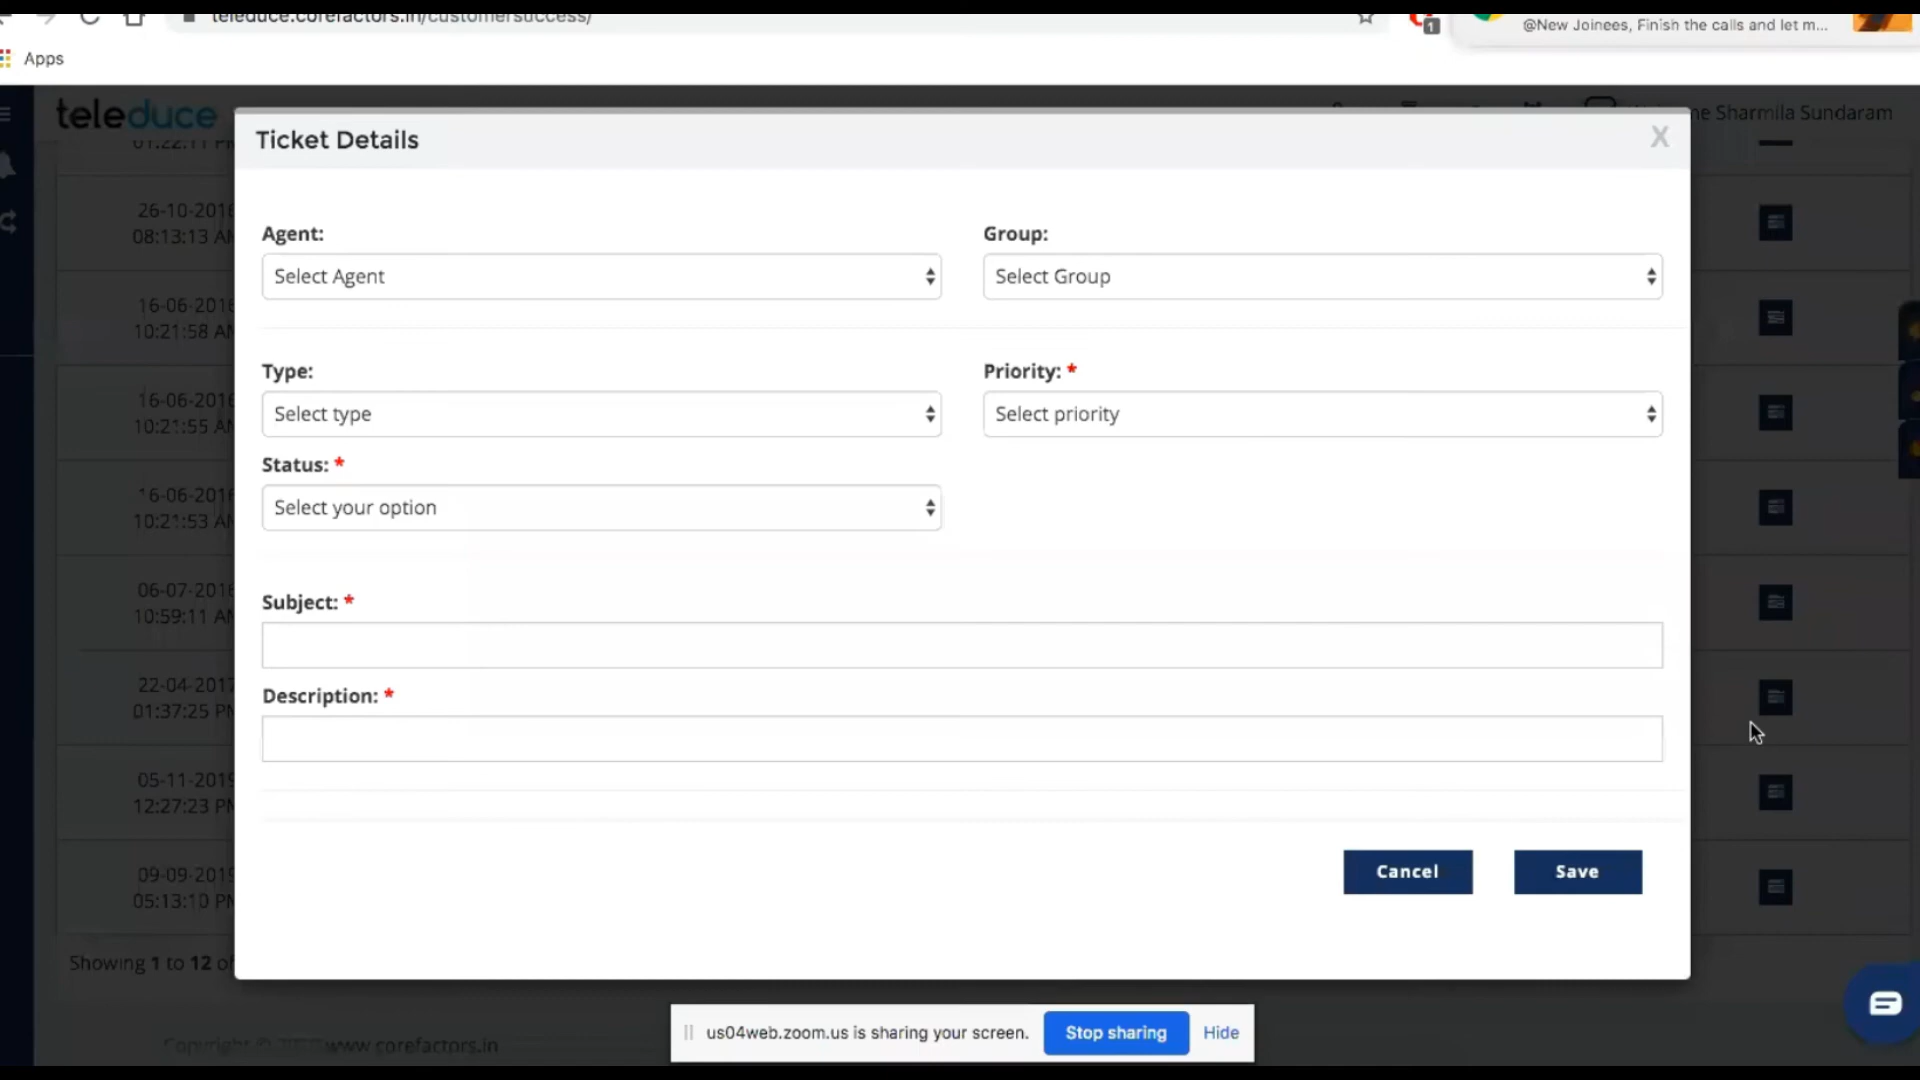 teleduce.corefactors.in/customersuccess/
1
@New Joinees, Finish the calls and let m...
Apps
teleduce
Sharmila Sundaram
Ticket Details
X
01:22:11 PM
26-10-2016
08:13:13 AM
Agent:
Group:
Select Agent
Select Group
16-06-2016
10:21:58 AM
Type:
Priority: *
Select type
Select priority
16-06-2016
10:21:55 AM
Status: *
Select your option
16-06-2016
10:21:53 AM
06-07-2016
10:59:11 AM
Subject: *
22-04-2017
01:37:25 PM
Description: *
05-11-2019
12:27:23 PM
09-09-2019
05:13:10 PM
Cancel
Save
Showing 1 to 12 of
us04web.zoom.us is sharing your screen.
Stop sharing
Hide
Copyright © www.corefactors.in